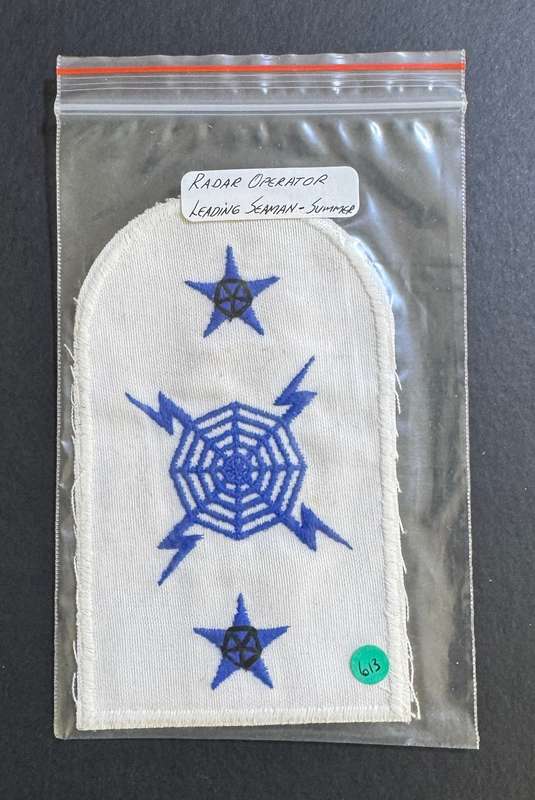 RADAR OPERATOR
LEADING SEAMAN - SUMMER
613